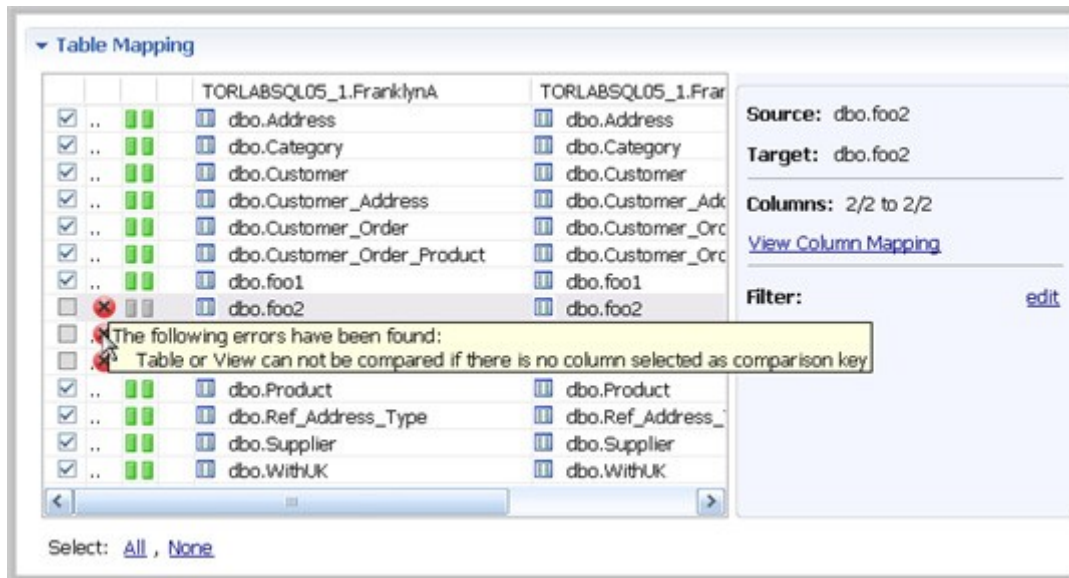 Table Mapping
TORLABSQL05_1.FranklynA TORLABSQL05_1.Frar
.. dbo.Address dbo.Address
.. dbo.Category dbo.Category
.. dbo.Customer dbo.Customer
.. dbo.Customer_Address dbo.Customer_Adc
.. dbo.Customer_Order dbo.Customer_Orc
.. dbo.Customer_Order_Product dbo.Customer_Orc
.. dbo.foo1 dbo.foo1
dbo.foo2 dbo.foo2
The following errors have been found:
Table or View can not be compared if there is no column selected as comparison key
.. dbo.Product dbo.Product
.. dbo.Ref_Address_Type dbo.Ref_Address_
.. dbo.Supplier dbo.Supplier
.. dbo.WithUK dbo.WithUK
Select: All , None
Source: dbo.foo2
Target: dbo.foo2
Columns: 2/2 to 2/2
View Column Mapping
Filter: edit